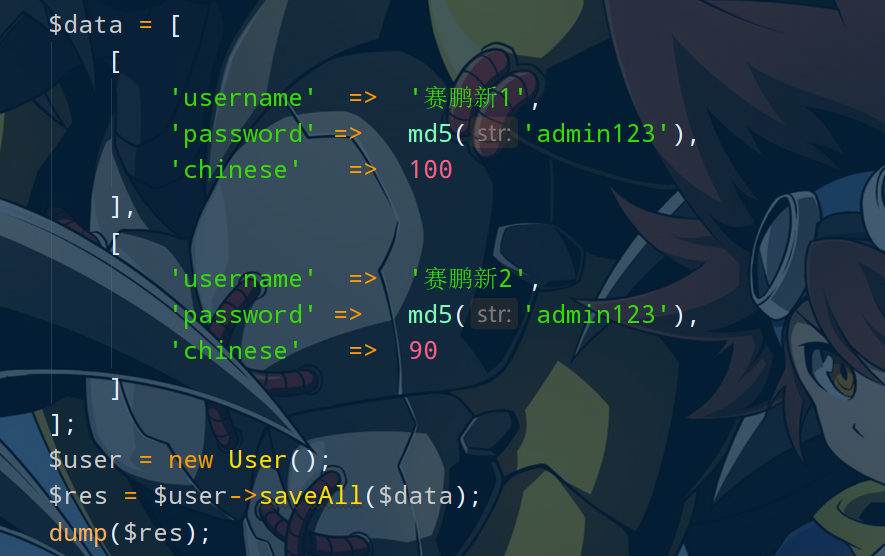 $data = [
[
'username' => '赛鹏新1',
'password' => md5( str: 'admin123'),
'chinese' => 100
],
[
'username' => '赛鹏新2',
'password' => md5( str: 'admin123'),
'chinese' => 90
]
];
$user = new User();
$res = $user->saveAll($data);
dump($res);